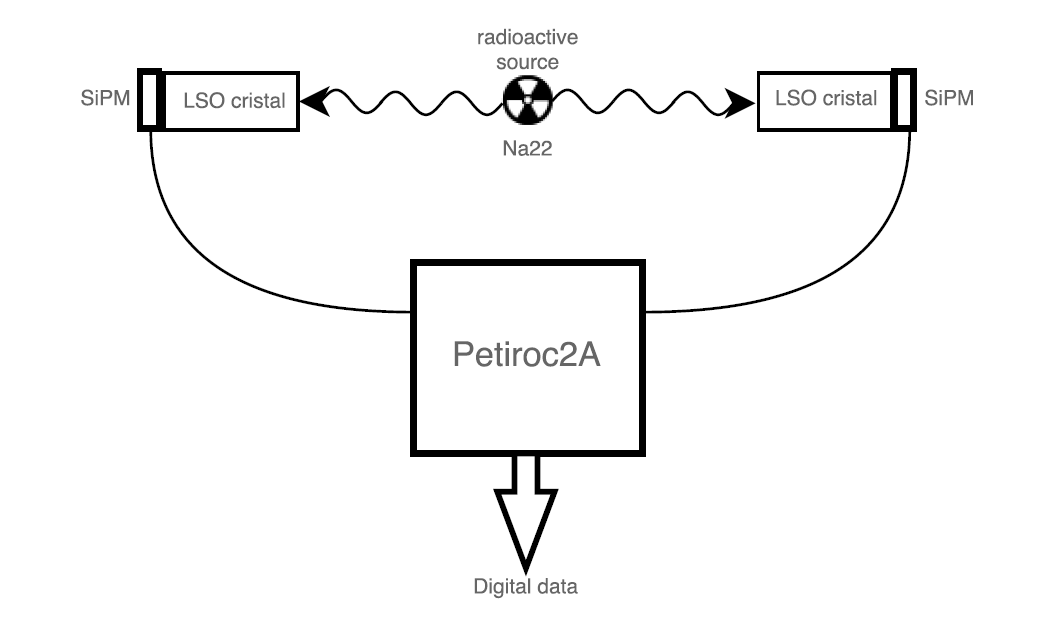 radioactive
source
SiPM
LSO cristal
LSO cristal
SiPM
Na22
Petiroc2A
Digital data